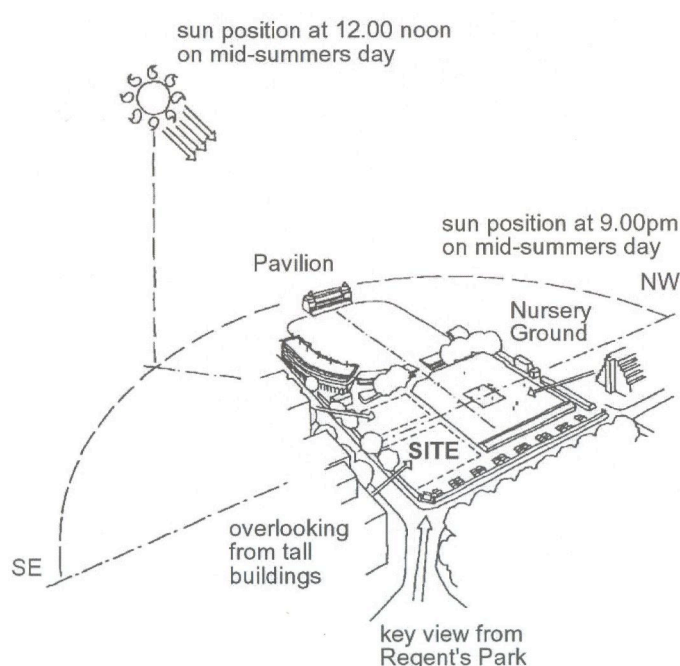 sun position at 12.00 noon
on mid-summers day
sun position at 9.00pm
on mid-summers day
NW
Pavilion
Nursery
Ground
SITE
overlooking
from tall
buildings
SE
key view from
Regent's Park